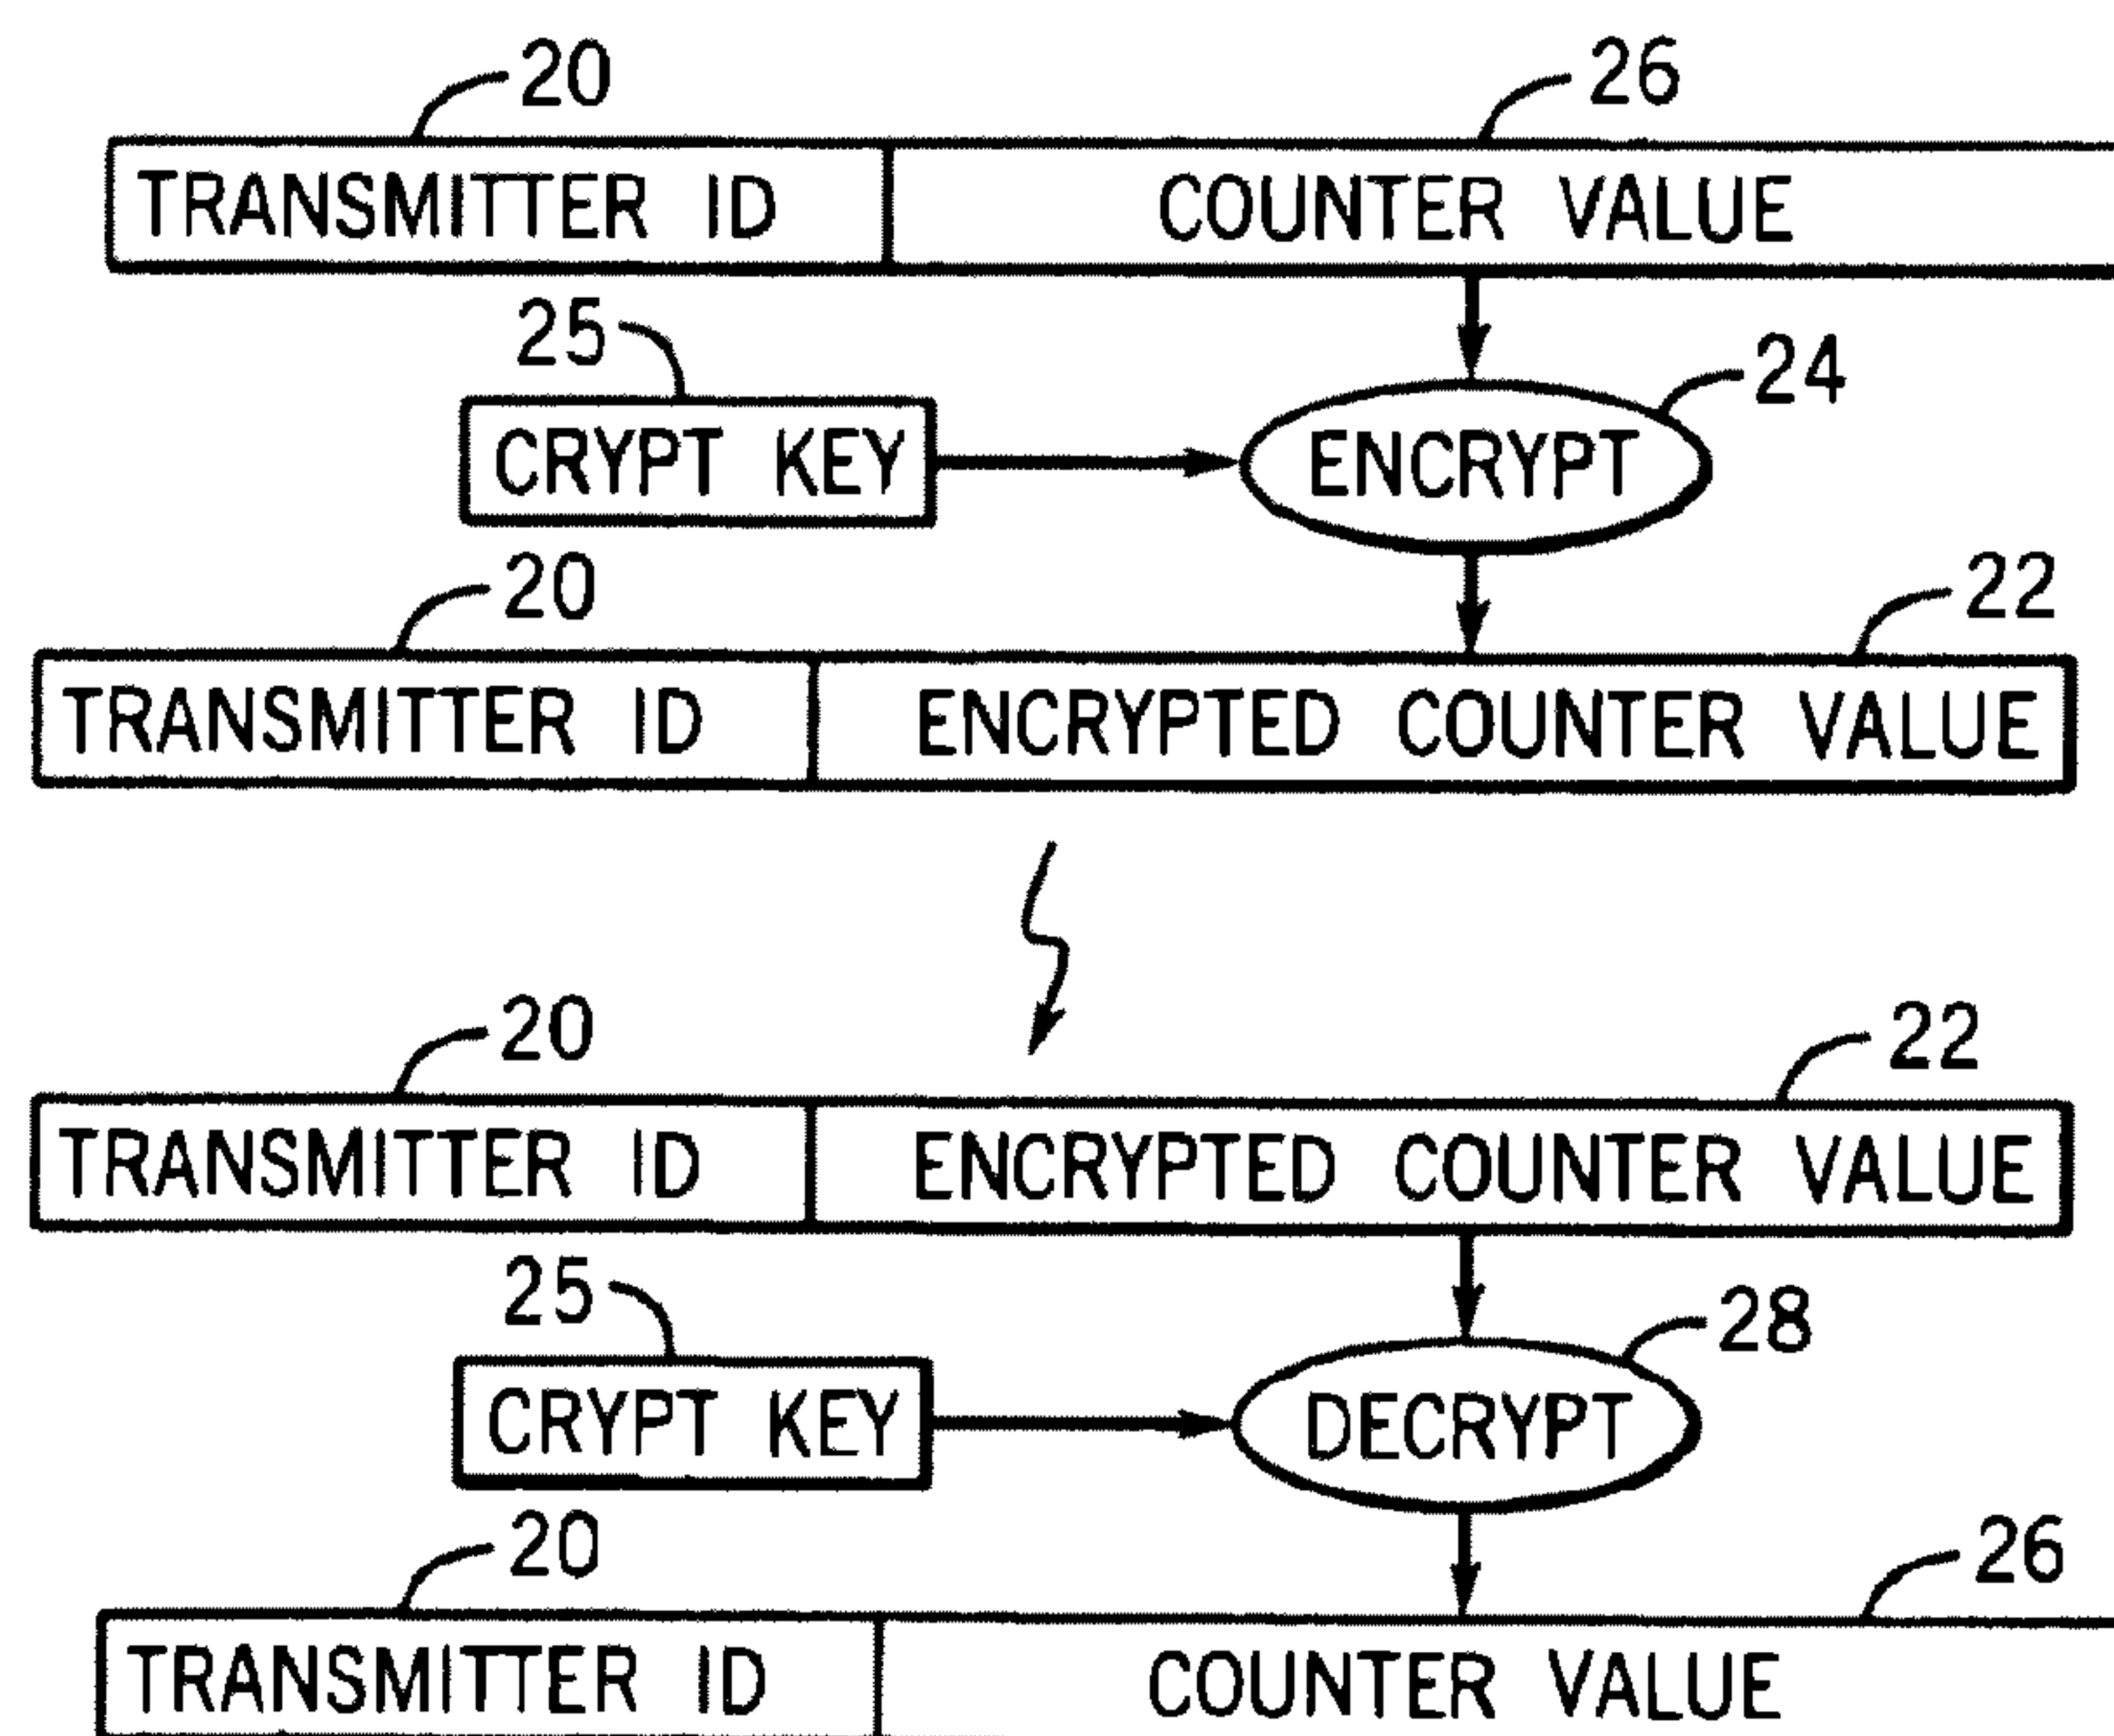 20 26
TRANSMITTER ID COUNTER VALUE
25 24
CRYPT KEY ENCRYPT
20 22
TRANSMITTER ID ENCRYPTED COUNTER VALUE
20 22
TRANSMITTER ID ENCRYPTED COUNTER VALUE
25 28
CRYPT KEY DECRYPT
20 26
TRANSMITTER ID COUNTER VALUE